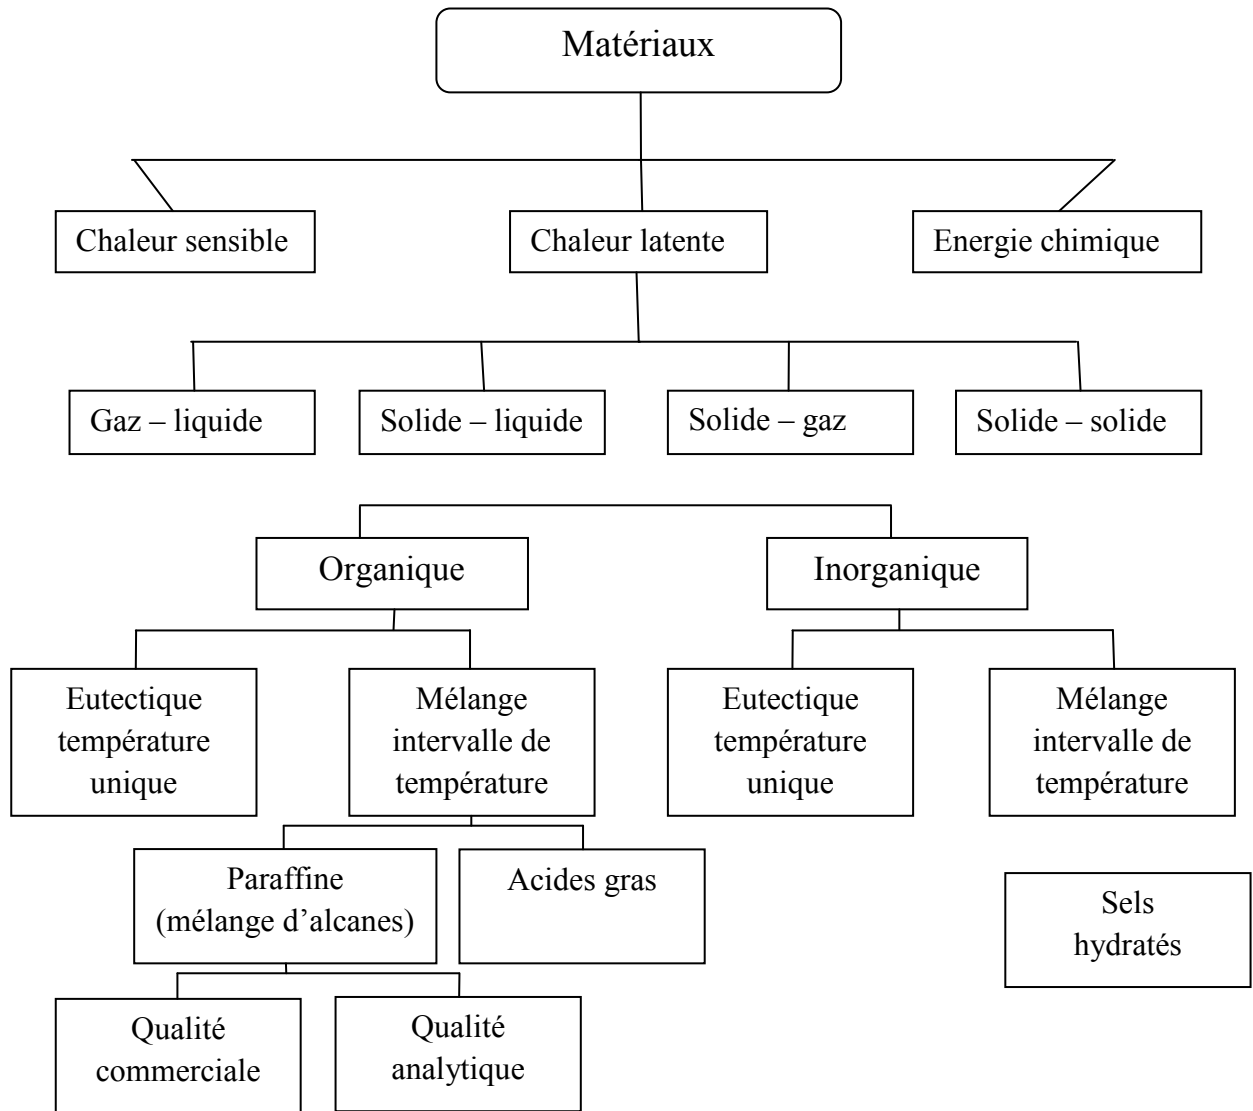 Matériaux
Chaleur sensible
Chaleur latente
Energie chimique
Gaz – liquide
Solide – liquide
Solide – gaz
Solide – solide
Organique
Inorganique
Eutectique
température
unique
Mélange
intervalle de
température
Eutectique
température
unique
Mélange
intervalle de
température
Paraffine
(mélange d’alcanes)
Acides gras
Sels
hydratés
Qualité
commerciale
Qualité
analytique